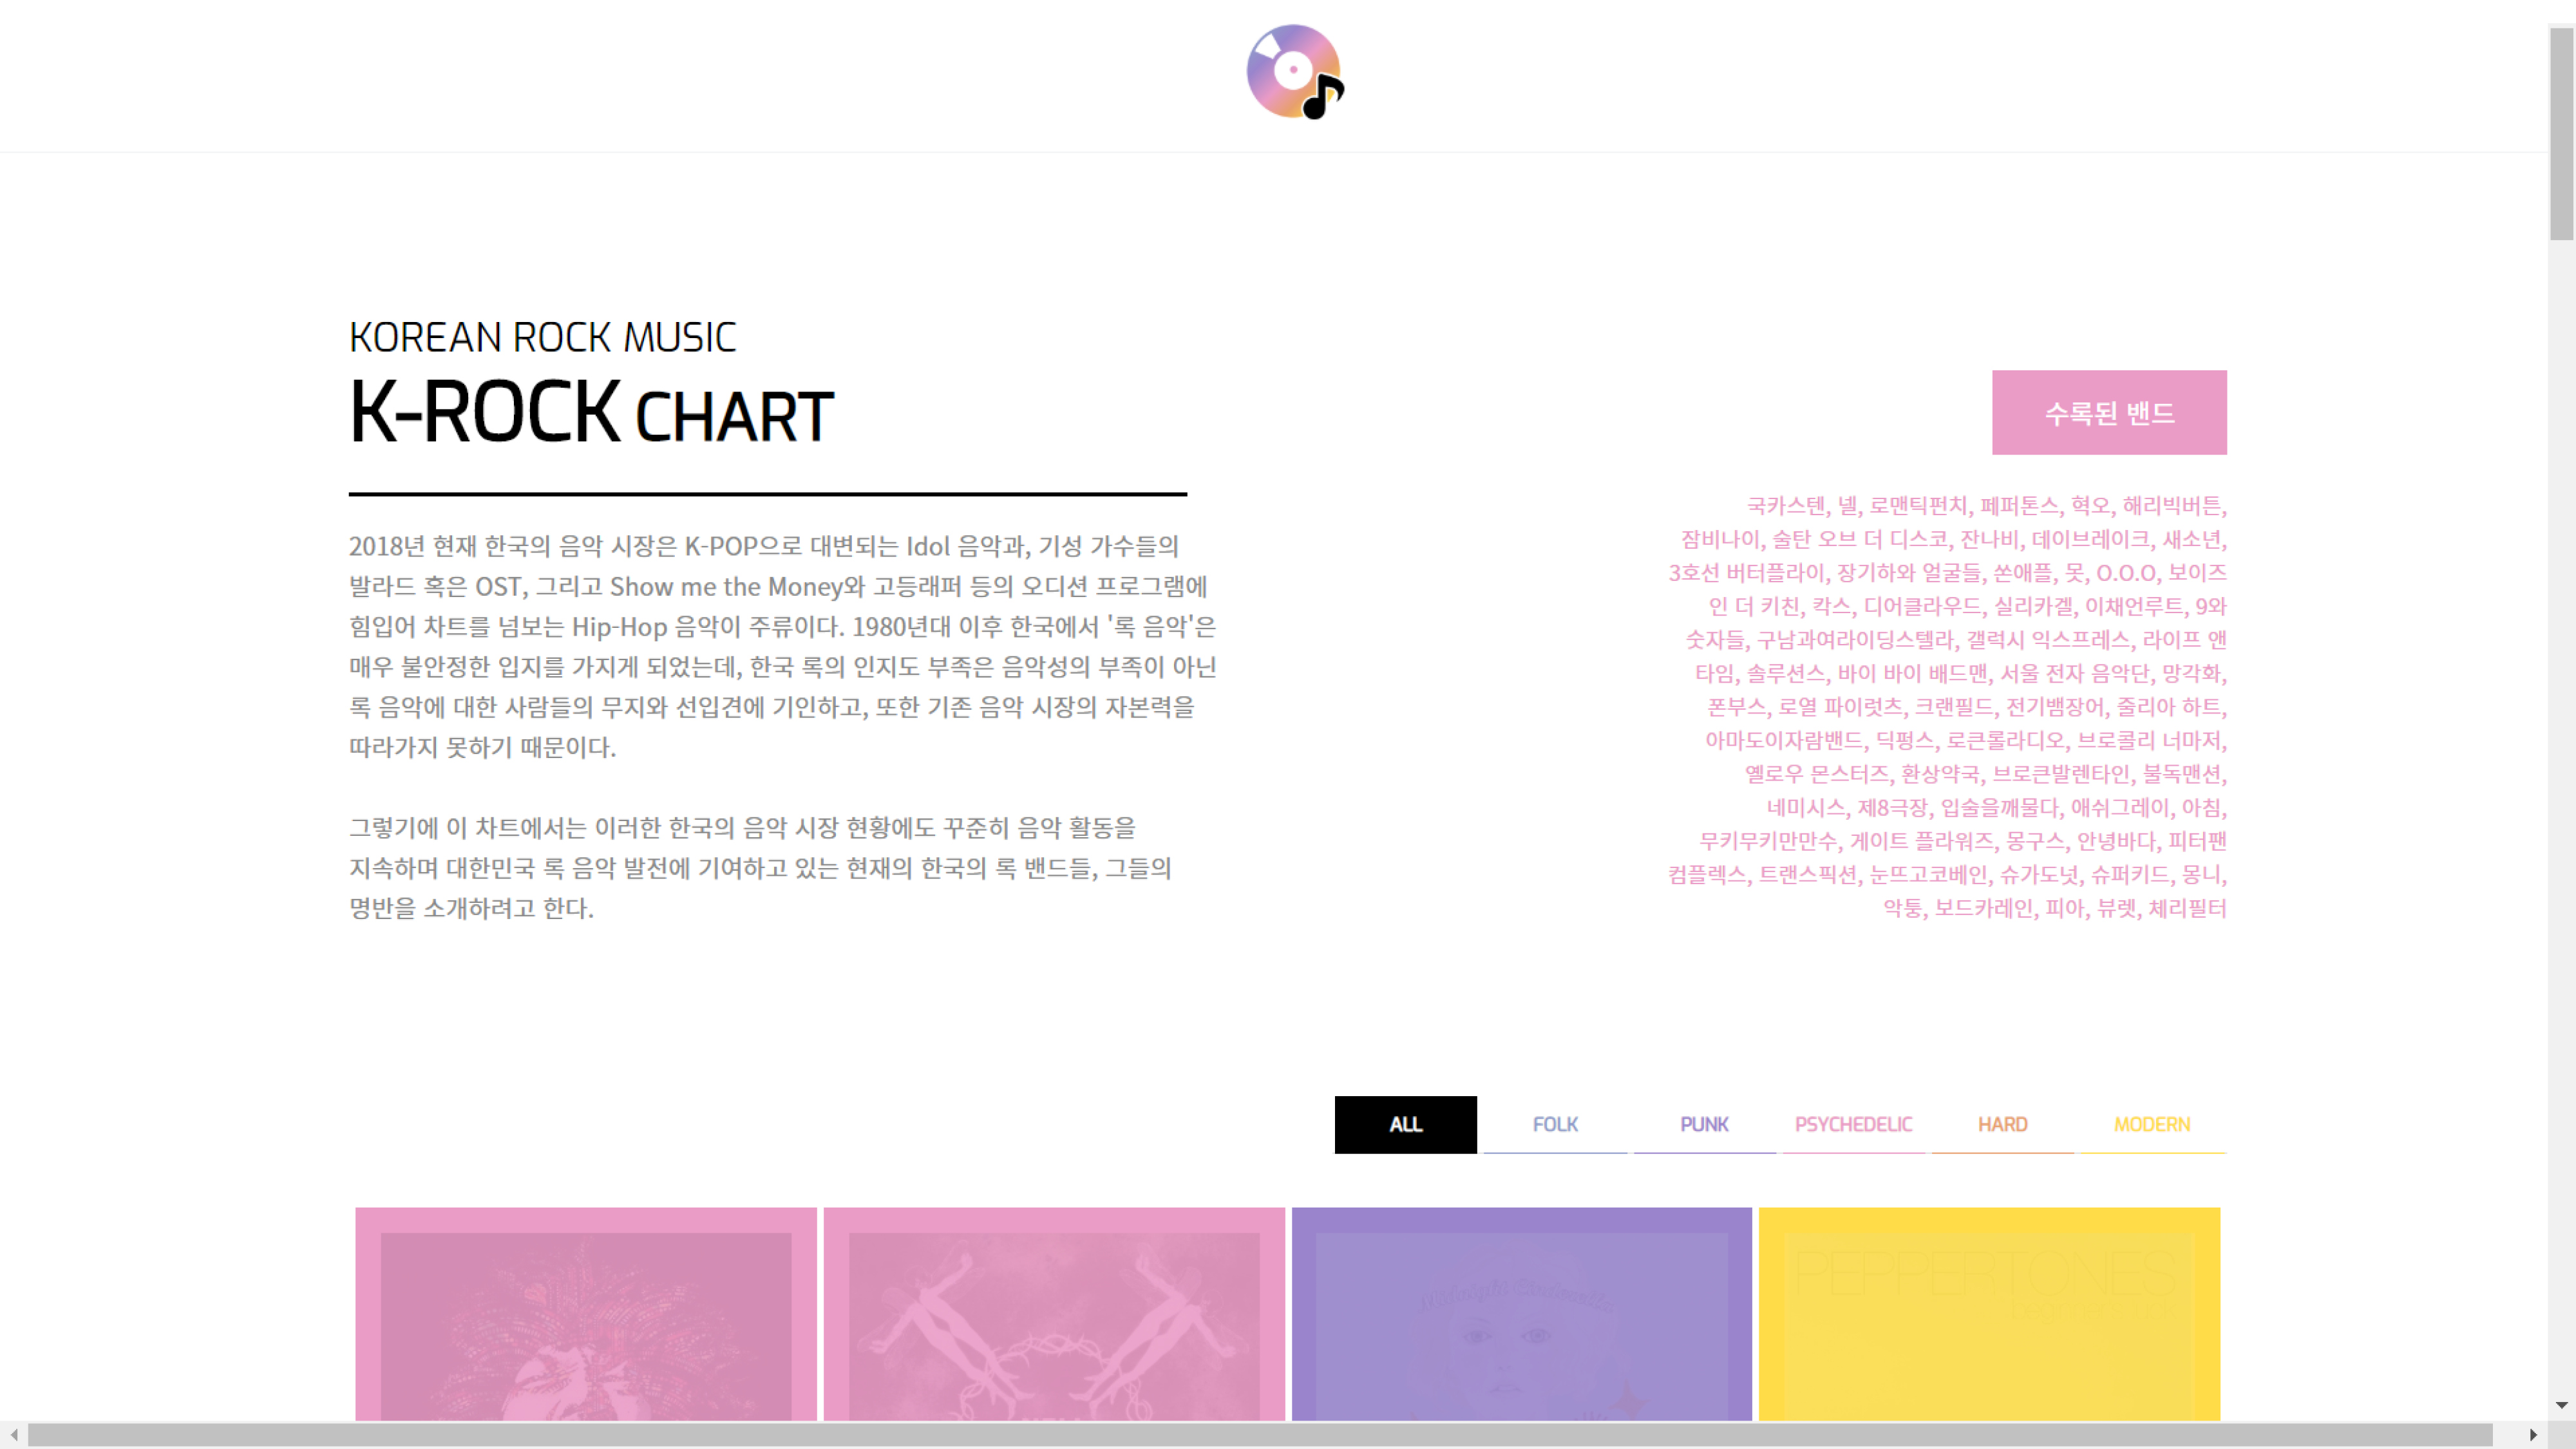 KOREAN ROCK MUSIC
K-ROCK CHART
2018년 현재 한국의 음악 시장은 K-POP으로 대변되는 Idol 음악과, 기성 가수들의
발라드 혹은 OST, 그리고 Show me the Money와 고등래퍼 등의 오디션 프로그램에
힘입어 차트를 넘보는 Hip-Hop 음악이 주류이다. 1980년대 이후 한국에서 '록 음악'은
매우 불안정한 입지를 가지게 되었는데, 한국 록의 인지도 부족은 음악성의 부족이 아닌
록 음악에 대한 사람들의 무지와 선입견에 기인하고, 또한 기존 음악 시장의 자본력을
따라가지 못하기 때문이다.
그렇기에 이 차트에서는 이러한 한국의 음악 시장 현황에도 꾸준히 음악 활동을
지속하며 대한민국 록 음악 발전에 기여하고 있는 현재의 한국의 록 밴드들, 그들의
명반을 소개하려고 한다.
수록된 밴드
국카스텐, 넬, 로맨틱펀치, 페퍼톤스, 혁오, 해리빅버튼,
잠비나이, 술탄 오브 더 디스코, 잔나비, 데이브레이크, 새소년,
3호선 버터플라이, 장기하와 얼굴들, 쏜애플, 못, O.O.O, 보이즈
인 더 키친, 칵스, 디어클라우드, 실리카겔, 이채언루트, 9와
숫자들, 구남과여라이딩스텔라, 갤럭시 익스프레스, 라이프 앤
타임, 솔루션스, 바이 바이 배드맨, 서울 전자 음악단, 망각화,
폰부스, 로열 파이럿츠, 크랜필드, 전기뱀장어, 줄리아 하트,
아마도이자람밴드, 딕펑스, 로큰롤라디오, 브로콜리 너마저,
옐로우 몬스터즈, 환상약국, 브로큰발렌타인, 불독맨션,
네미시스, 제8극장, 입술을깨물다, 애쉬그레이, 아침,
무키무키만만수, 게이트 플라워즈, 몽구스, 안녕바다, 피터팬
컴플렉스, 트랜스픽션, 눈뜨고코베인, 슈가도넛, 슈퍼키드, 몽니,
악퉁, 보드카레인, 피아, 뷰렛, 체리필터
ALL
FOLK
PUNK
PSYCHEDELIC
HARD
MODERN
Midnight Cinderella
PEPPERTONES